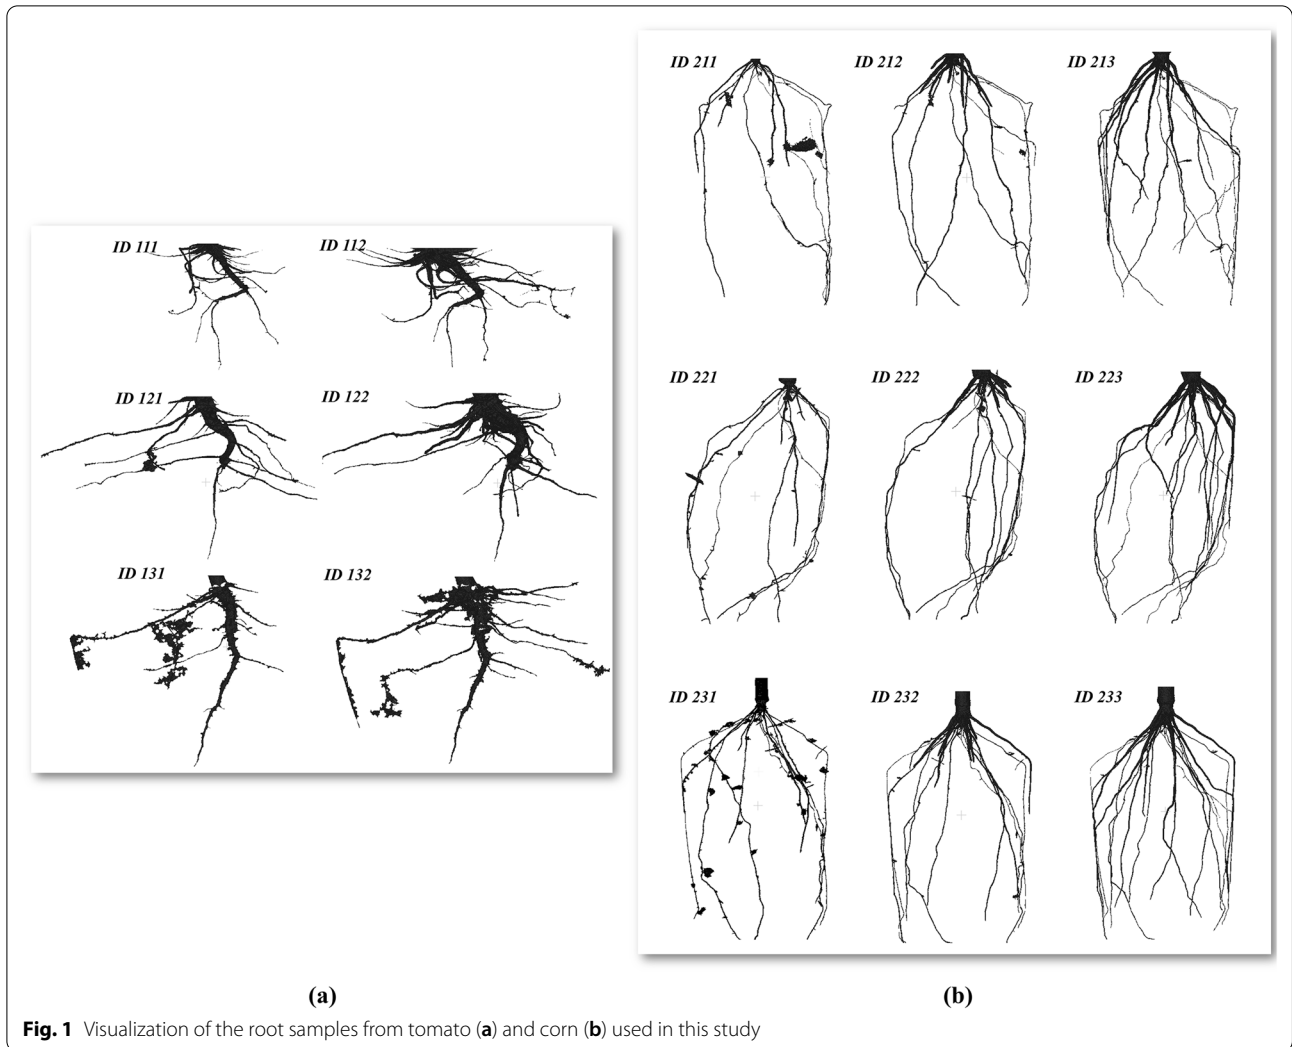 ID 211
ID 212
ID 213
ID 111
ID 112
ID 221
ID 222
ID 223
ID 121
ID 122
ID 131
ID 132
ID 231
ID 232
ID 233
(a)
(b)
Fig. 1 Visualization of the root samples from tomato (a) and corn (b) used in this study